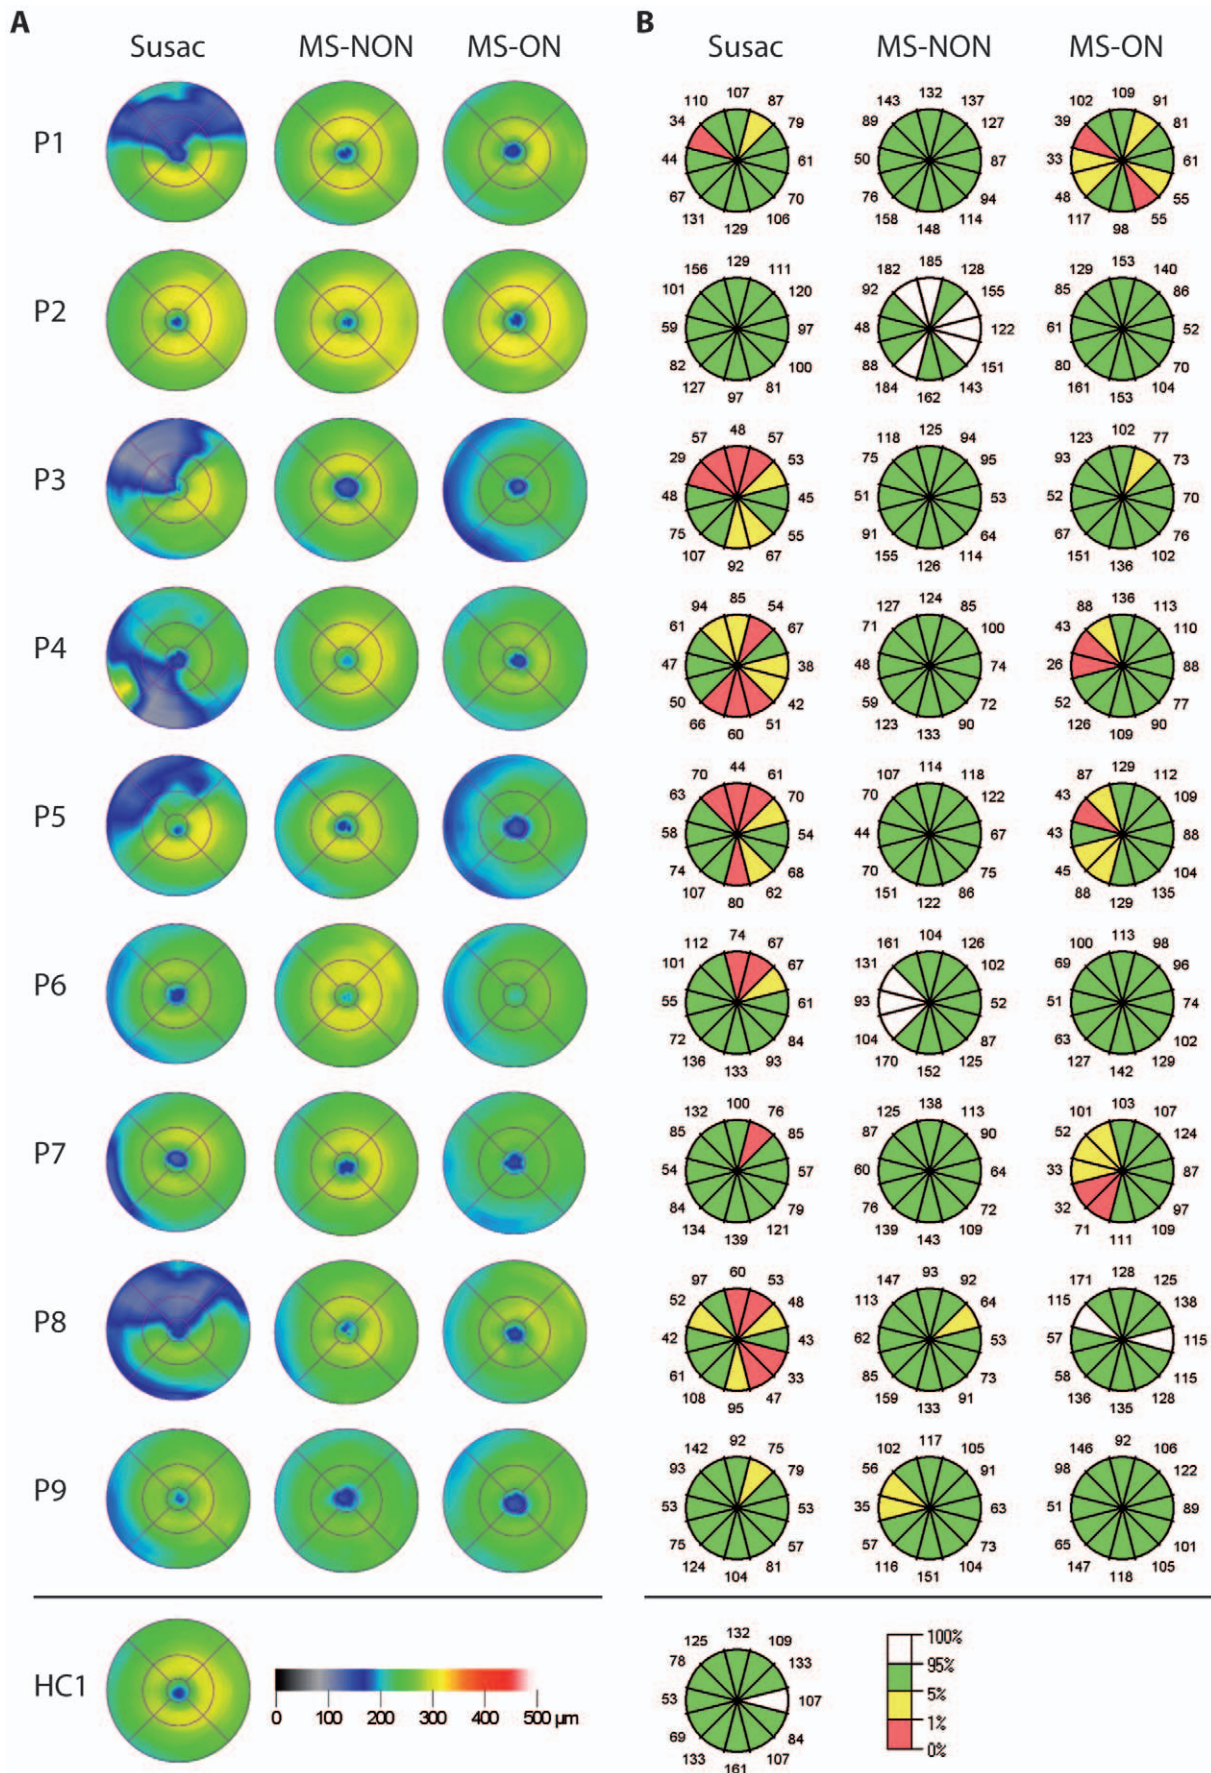 A
B
Susac MS-NON MS-ON
Susac MS-NON MS-ON
P1
107 87 79 61 70 106 129 131 67 44 34 110
132 137 127 87 94 114 148 158 76 50 89 143
109 91 81 61 55 55 98 117 48 33 39 102
P2
129 111 120 97 100 81 97 127 82 59 101 156
185 128 155 122 151 143 162 184 88 48 92 182
153 140 86 52 70 104 153 161 80 61 85 129
P3
48 57 53 45 55 67 92 107 75 48 29 57
125 94 95 53 64 114 126 155 91 51 75 118
102 77 73 70 76 102 136 151 67 52 93 123
P4
85 54 67 38 42 51 60 66 50 47 61 94
124 85 100 74 72 90 133 123 59 48 71 127
136 113 110 88 77 90 109 126 52 26 43 88
P5
44 61 70 54 68 62 80 107 74 58 63 70
114 118 122 67 75 86 122 151 70 44 70 107
129 112 109 88 104 135 129 88 45 43 43 87
P6
74 67 67 61 84 93 133 136 72 55 101 112
104 126 102 52 87 125 152 170 104 93 131 161
113 98 96 74 102 129 142 127 63 51 69 100
P7
100 76 85 57 79 121 139 134 84 54 85 132
138 113 90 64 72 109 143 139 76 60 87 125
103 107 124 87 97 109 111 71 32 33 52 101
P8
60 53 48 43 33 47 95 108 61 42 52 97
93 92 64 53 73 91 133 159 85 62 113 147
128 125 138 115 115 128 135 136 58 57 115 171
P9
92 75 79 53 57 81 104 124 75 53 93 142
117 105 91 63 73 104 151 116 57 35 56 102
92 106 122 89 101 105 118 147 65 51 98 146
HC1
0 100 200 300 400 500 µm
132 109 133 107 84 107 161 133 69 53 78 125
100%
95%
5%
1%
0%